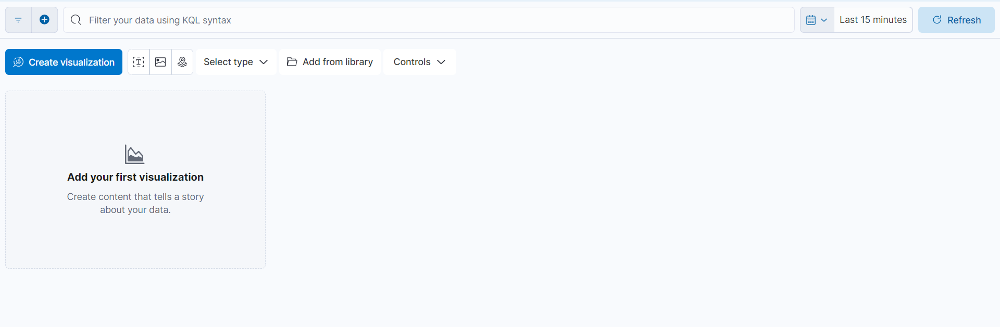 Filter your data using KQL syntax
Last 15 minutes
Refresh
Create visualization
Select type
Add from library
Controls
Add your first visualization
Create content that tells a story
about your data.